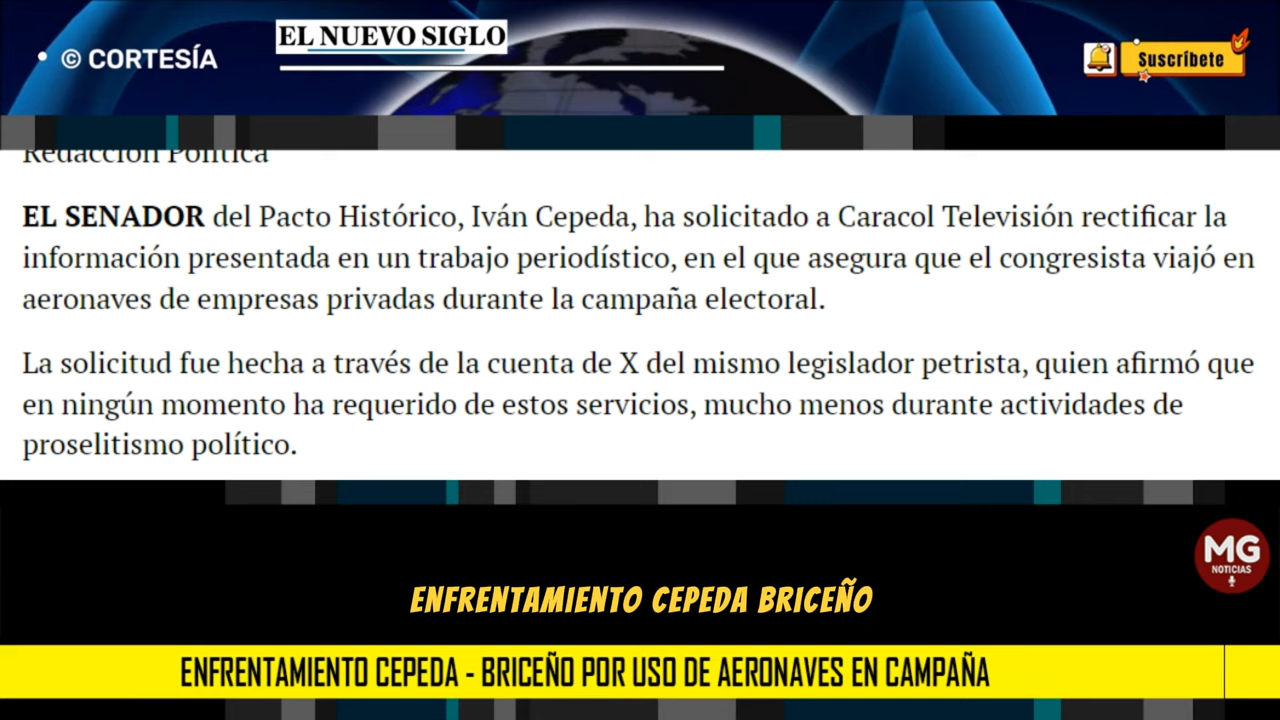 EL NUEVO SIGLO
• © CORTESÍA
Suscríbete
Redacción Política
EL SENADOR del Pacto Histórico, Iván Cepeda, ha solicitado a Caracol Televisión rectificar la
información presentada en un trabajo periodístico, en el que asegura que el congresista viajó en
aeronaves de empresas privadas durante la campaña electoral.
La solicitud fue hecha a través de la cuenta de X del mismo legislador petrista, quien afirmó que
en ningún momento ha requerido de estos servicios, mucho menos durante actividades de
proselitismo político.
MG
NOTICIAS
ENFRENTAMIENTO CEPEDA BRICEÑO
ENFRENTAMIENTO CEPEDA - BRICEÑO POR USO DE AERONAVES EN CAMPAÑA